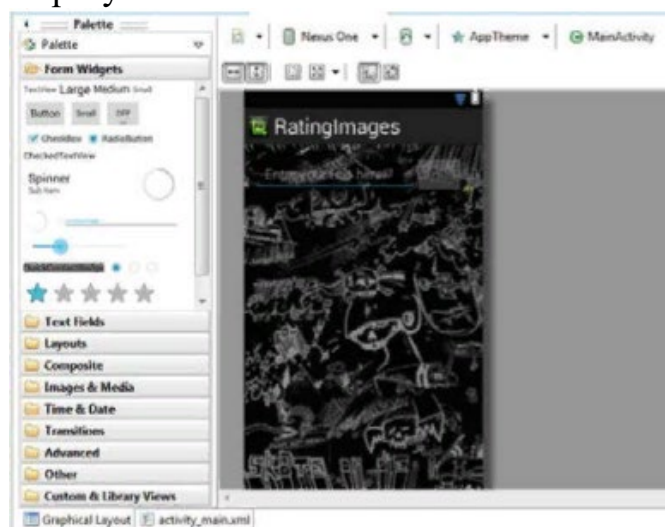 Palette
Palette
Nexus One
AppTheme
MainActivity
Form Widgets
TextView Large Medium Small
Button Small OFF
CheckBox RadioButton
CheckedTextView
Spinner
Sub Item
RatingImages
Enter your text here!
Text Fields
Layouts
Composite
Images & Media
Time & Date
Transitions
Advanced
Other
Custom & Library Views
Graphical Layout activity_main.xml